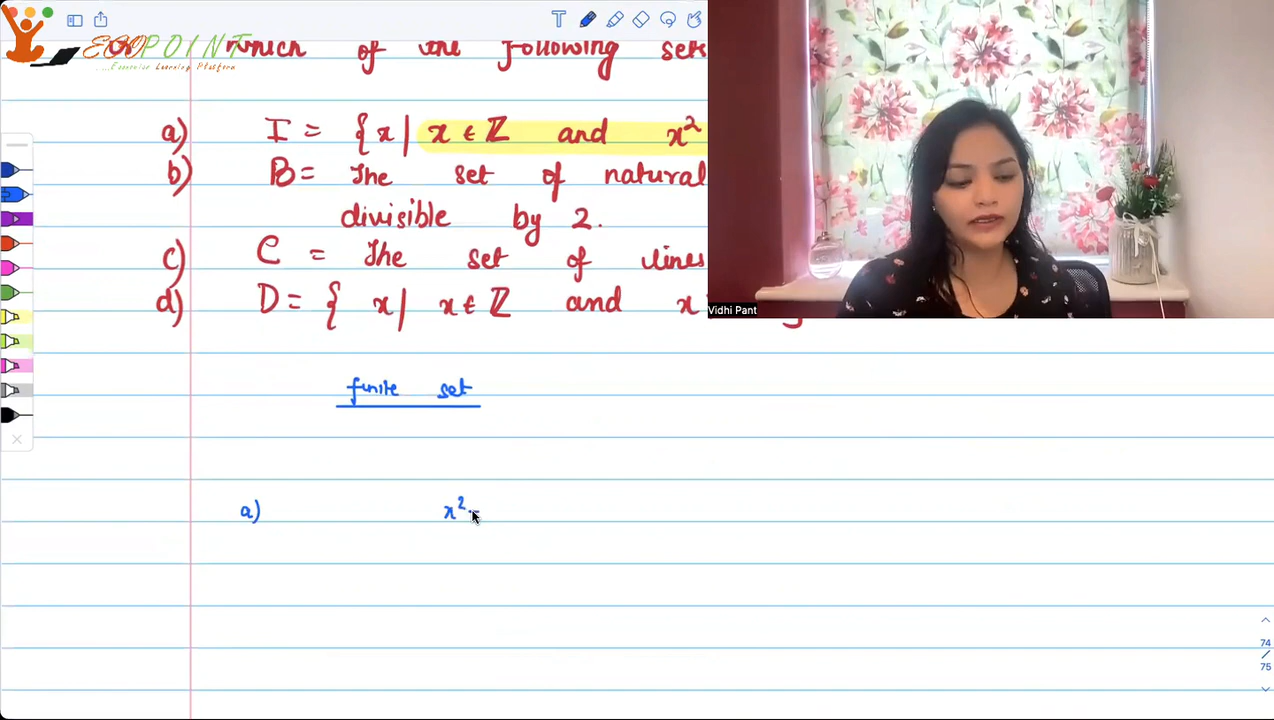 ECOPOINT
...Exercise Learning Platform
Which of the following sets
a) I = {x| x ∈ ℤ and x²
b) B = The set of natural
divisible by 2.
c) C = The set of lines
d) D = { x| x ∈ ℤ and x
Vidhi Pant
finite set
a) x² -
74
/
75